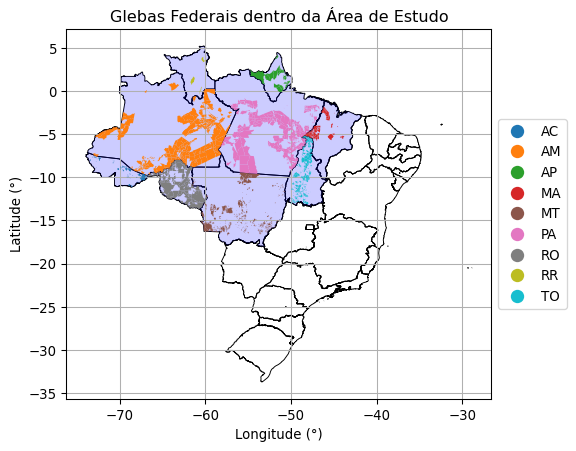 Glebas Federais dentro da Área de Estudo
5
0
−5
−10
−15
−20
−25
−30
−35
Latitude (°)
−70
−60
−50
−40
−30
Longitude (°)
AC
AM
AP
MA
MT
PA
RO
RR
TO